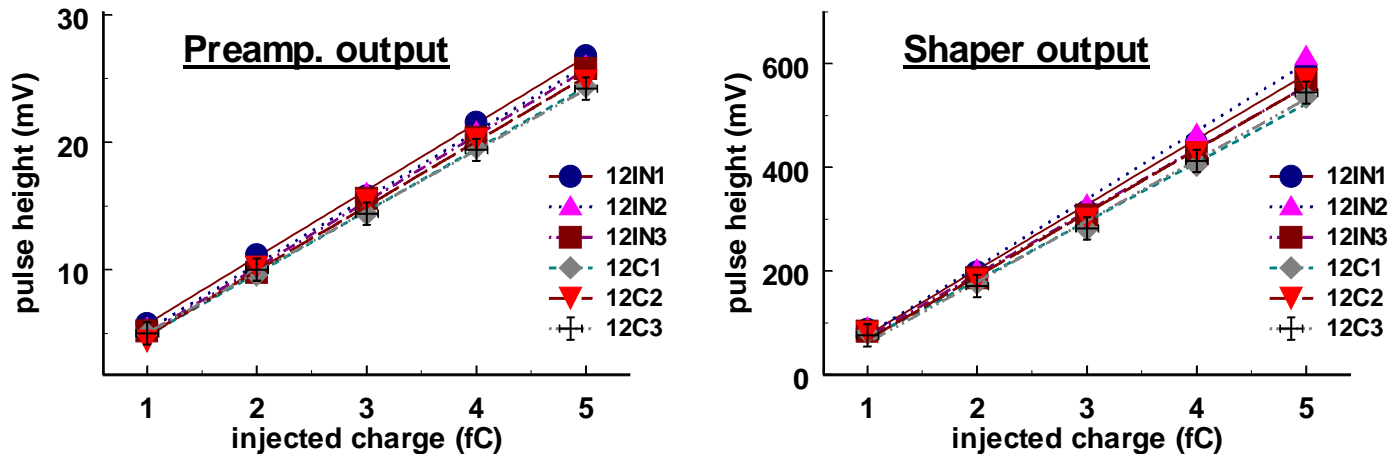 Preamp. output
pulse height (mV)
30
20
10
12IN1
12IN2
12IN3
12C1
12C2
12C3
1 2 3 4 5
injected charge (fC)
Shaper output
pulse height (mV)
600
400
200
0
12IN1
12IN2
12IN3
12C1
12C2
12C3
1 2 3 4 5
injected charge (fC)